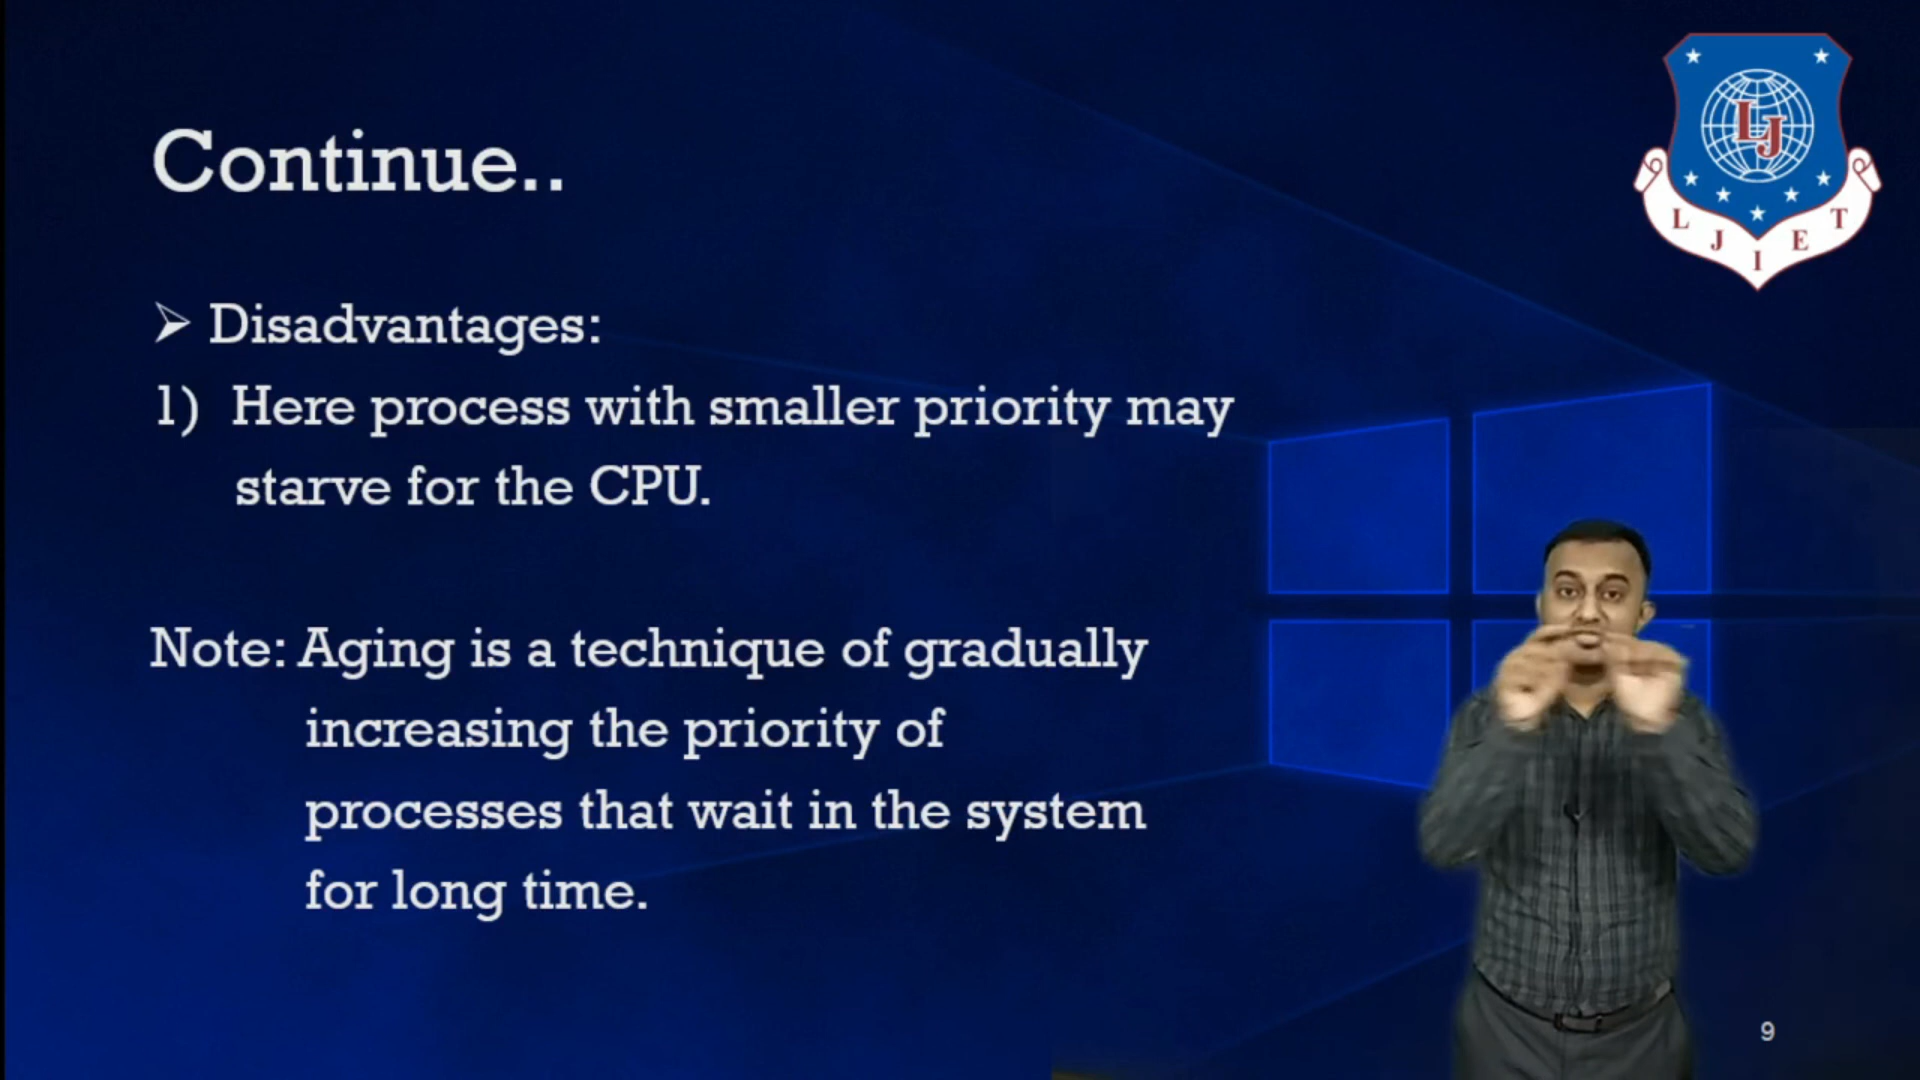 Continue..
➢ Disadvantages:
1) Here process with smaller priority may
starve for the CPU.
Note: Aging is a technique of gradually
increasing the priority of
processes that wait in the system
for long time.
LJ
L J I E T
9